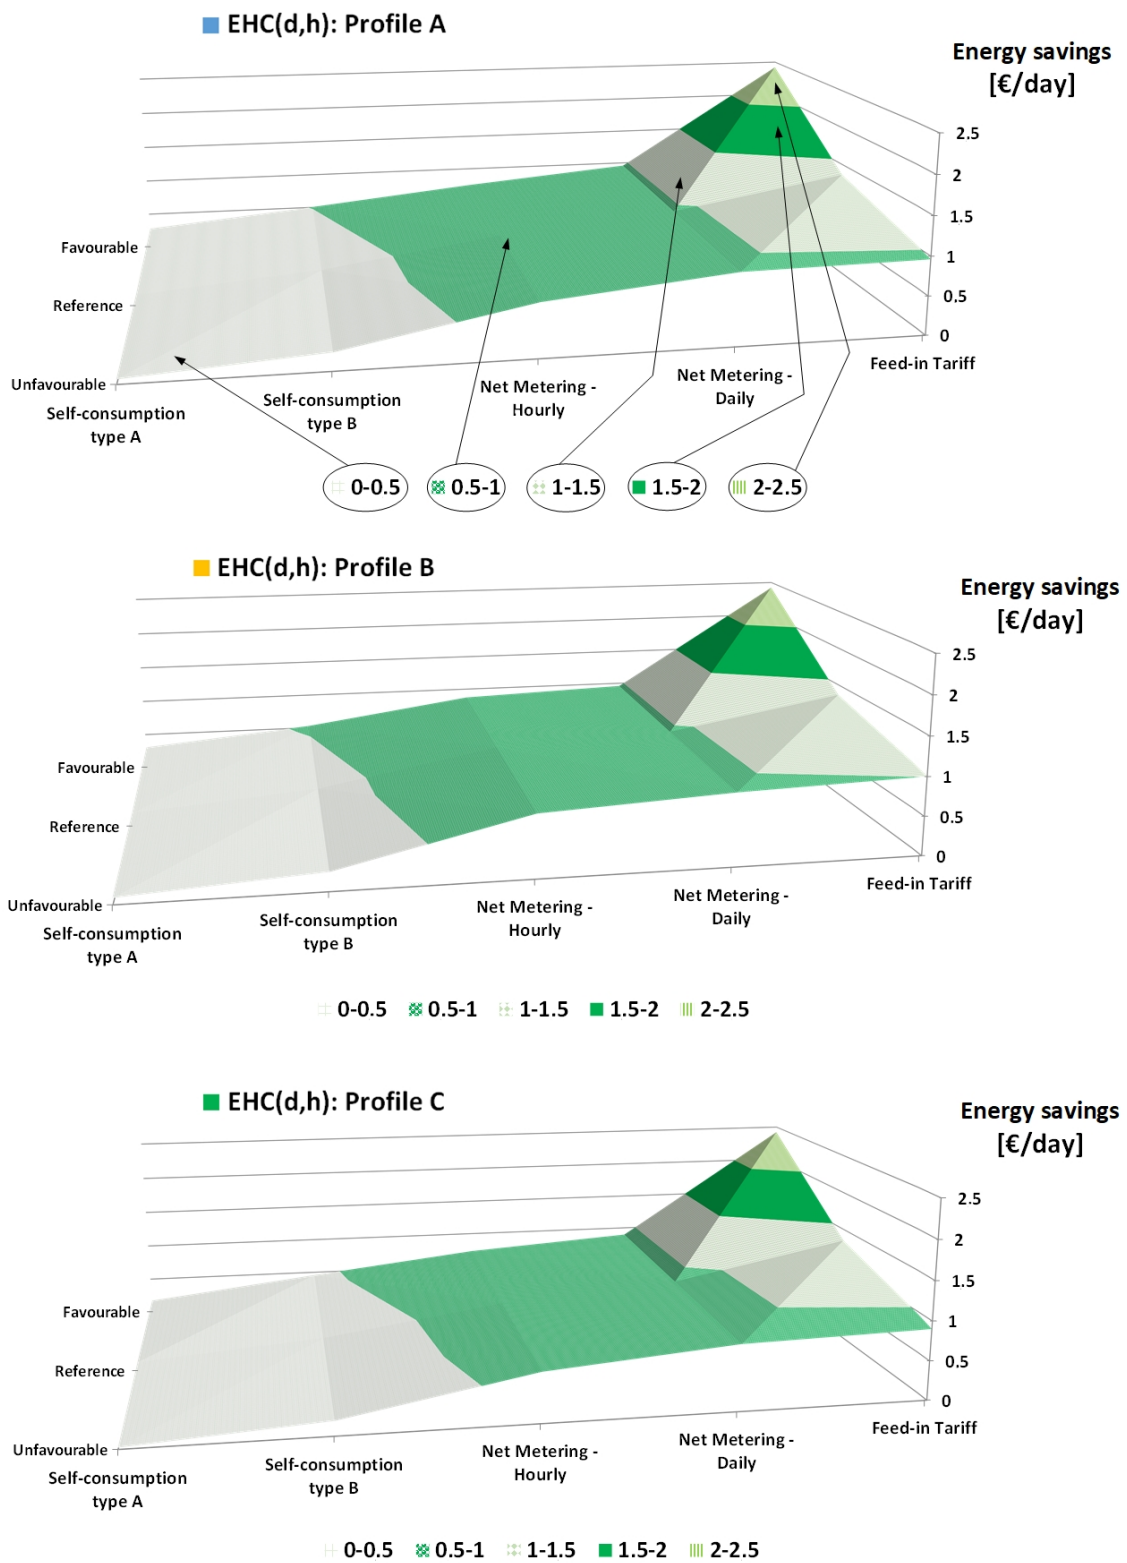 EHC(d,h): Profile A
Energy savings
[€/day]
2.5
2
1.5
1
0.5
0
Favourable
Reference
Unfavourable
Self-consumption
type A
Self-consumption
type B
Net Metering -
Hourly
Net Metering -
Daily
Feed-in Tariff
0-0.5 0.5-1 1-1.5 1.5-2 2-2.5
EHC(d,h): Profile B
Energy savings
[€/day]
2.5
2
1.5
1
0.5
0
Favourable
Reference
Unfavourable
Self-consumption
type A
Self-consumption
type B
Net Metering -
Hourly
Net Metering -
Daily
Feed-in Tariff
0-0.5 0.5-1 1-1.5 1.5-2 2-2.5
EHC(d,h): Profile C
Energy savings
[€/day]
2.5
2
1.5
1
0.5
0
Favourable
Reference
Unfavourable
Self-consumption
type A
Self-consumption
type B
Net Metering -
Hourly
Net Metering -
Daily
Feed-in Tariff
0-0.5 0.5-1 1-1.5 1.5-2 2-2.5